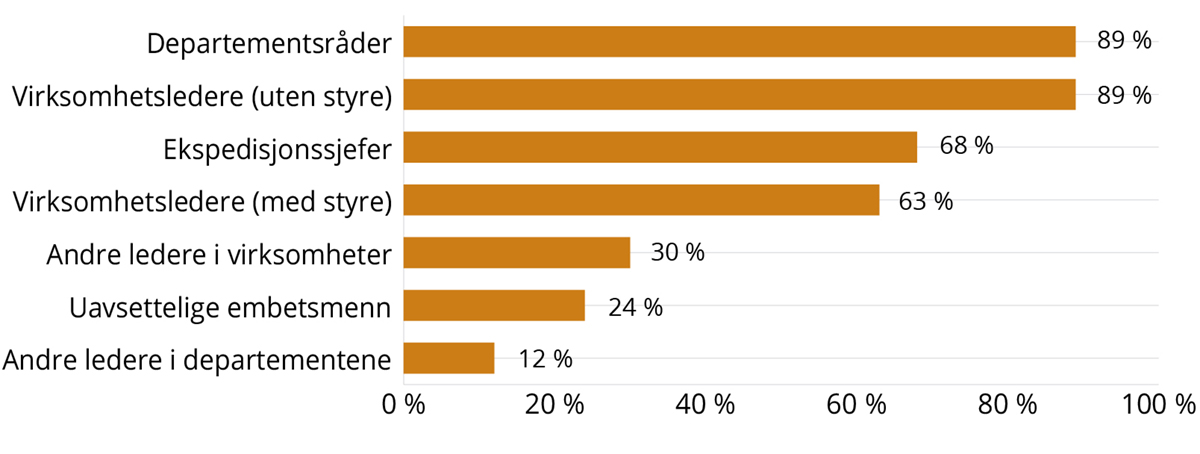 Departementsråder 89 %
Virksomhetsledere (uten styre) 89 %
Ekspedisjonssjefer 68 %
Virksomhetsledere (med styre) 63 %
Andre ledere i virksomheter 30 %
Uavsettelige embetsmenn 24 %
Andre ledere i departementene 12 %
0 % 20 % 40 % 60 % 80 % 100 %